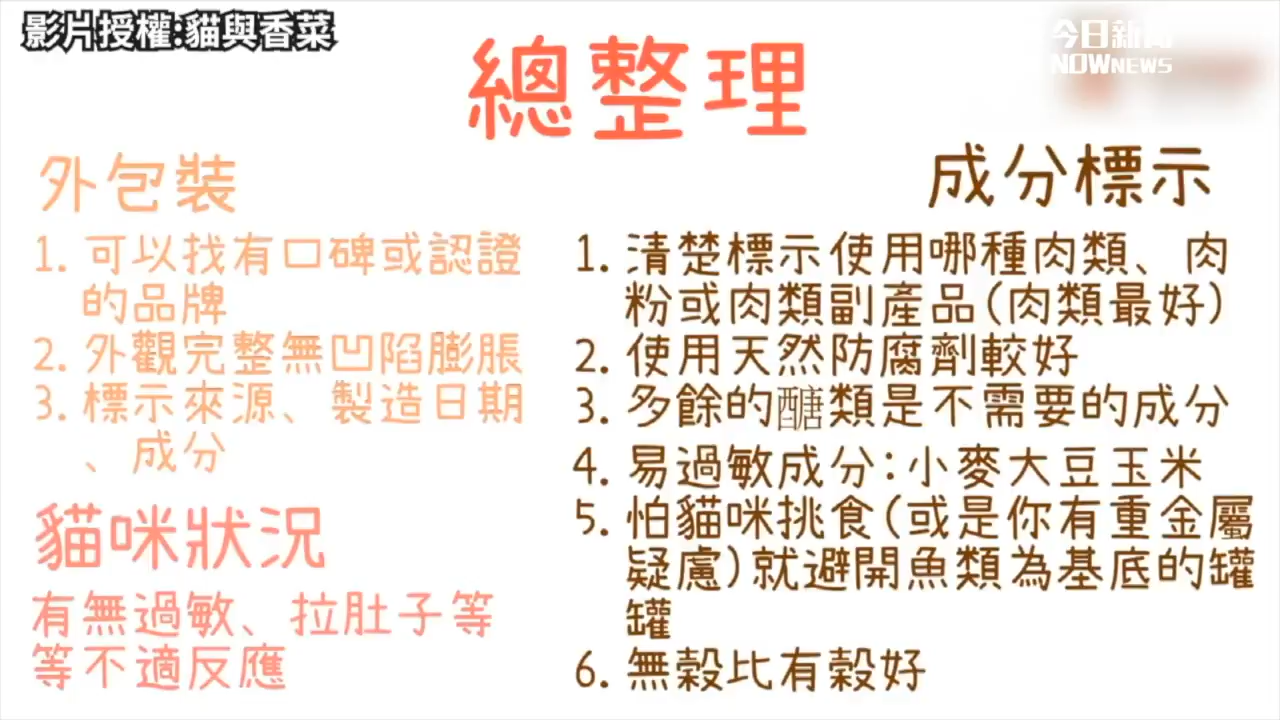 影片授權:貓與香菜
今日新聞
NOWNEWS
總整理
外包裝
1. 可以找有口碑或認證
的品牌
2. 外觀完整無凹陷膨脹
3. 標示來源、製造日期
、成分
貓咪狀況
有無過敏、拉肚子等
等不適反應
成分標示
1. 清楚標示使用哪種肉類、肉
粉或肉類副產品(肉類最好)
2. 使用天然防腐劑較好
3. 多餘的醣類是不需要的成分
4. 易過敏成分:小麥大豆玉米
5. 怕貓咪挑食(或是你有重金屬
疑慮)就避開魚類為基底的罐
罐
6. 無穀比有穀好